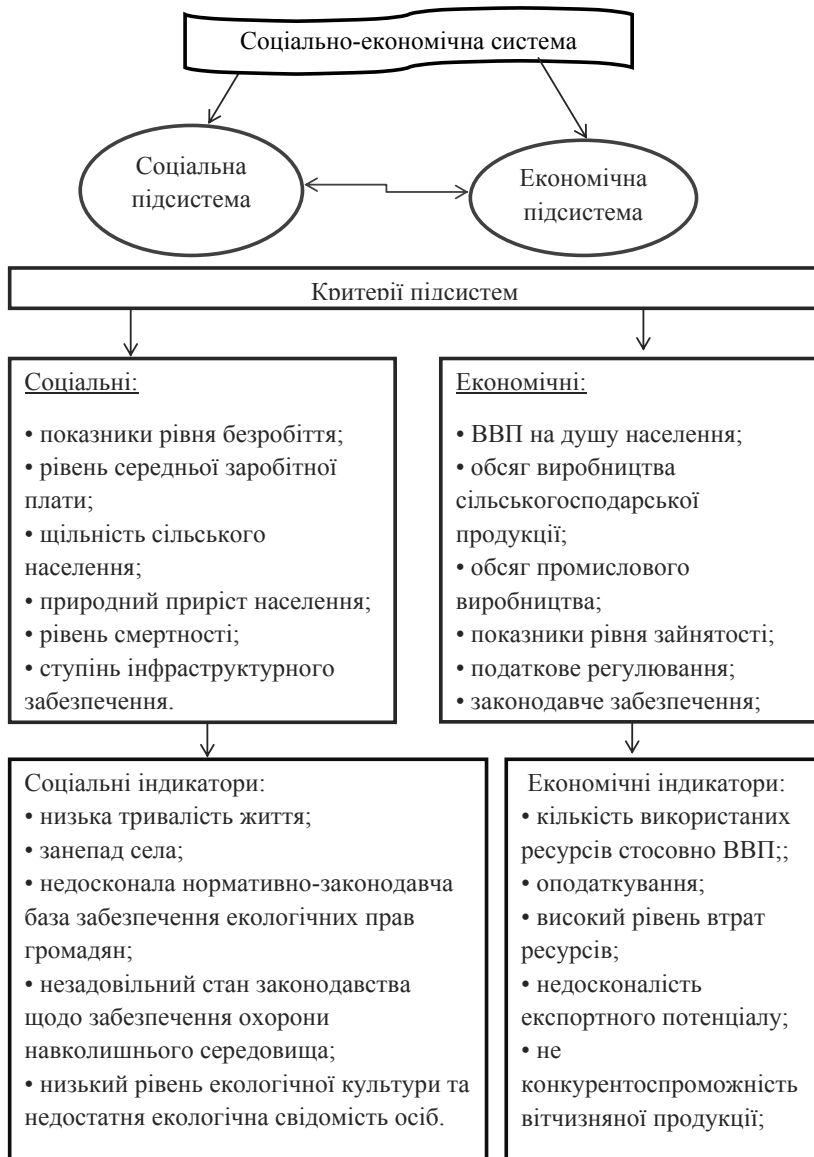 Соціально-економічна система
Соціальна
підсистема
Економічна
підсистема
Критерії підсистем
Соціальні:
• показники рівня безробіття;
• рівень середньої заробітної
плати;
• щільність сільського
населення;
• природний приріст населення;
• рівень смертності;
• ступінь інфраструктурного
забезпечення.
Економічні:
• ВВП на душу населення;
• обсяг виробництва
сільськогосподарської
продукції;
• обсяг промислового
виробництва;
• показники рівня зайнятості;
• податкове регулювання;
• законодавче забезпечення;
Соціальні індикатори:
• низька тривалість життя;
• занепад села;
• недосконала нормативно-законодавча
база забезпечення екологічних прав
громадян;
• незадовільний стан законодавства
щодо забезпечення охорони
навколишнього середовища;
• низький рівень екологічної культури та
недостатня екологічна свідомість осіб.
Економічні індикатори:
• кількість використаних
ресурсів стосовно ВВП;;
• оподаткування;
• високий рівень втрат
ресурсів;
• недосконалість
експортного потенціалу;
• не
конкурентоспроможність
вітчизняної продукції;